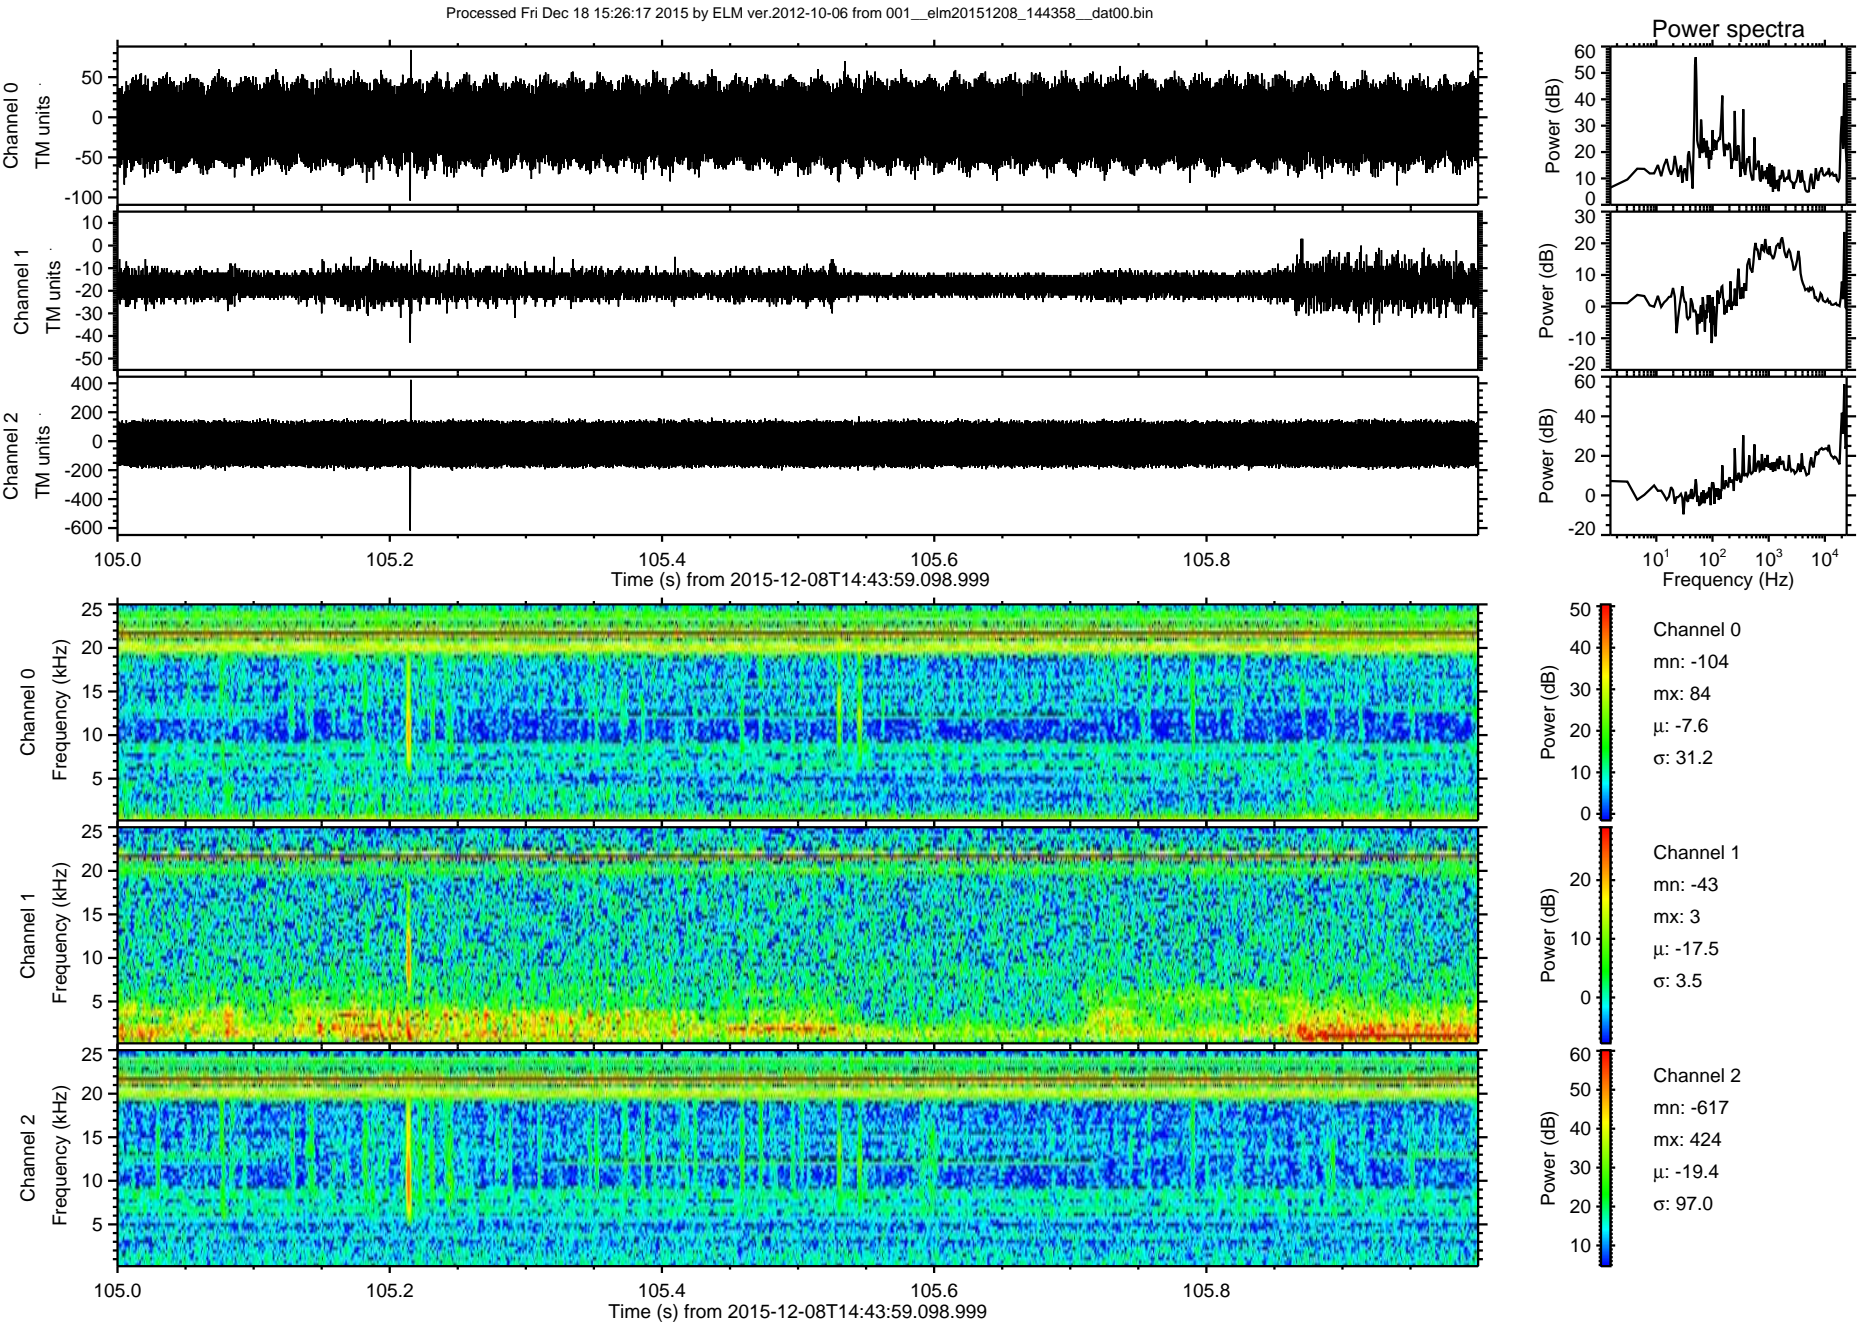 Processed Fri Dec 18 15:26:17 2015 by ELM ver.2012-10-06 from 001__elm20151208_144358__dat00.bin
Power spectra
Channel 0
TM units
50
0
-50
-100
Power (dB)
60
50
40
30
20
10
0
Channel 1
TM units
10
0
-10
-20
-30
-40
-50
Power (dB)
30
20
10
0
-10
-20
Channel 2
TM units
400
200
0
-200
-400
-600
Power (dB)
60
40
20
0
-20
105.0 105.2 105.4 105.6 105.8
Time (s) from 2015-12-08T14:43:59.098.999
10^1 10^2 10^3 10^4
Frequency (Hz)
Channel 0
Frequency (kHz)
25
20
15
10
5
Power (dB)
50
40
30
20
10
0
Channel 0
mn: -104
mx: 84
μ: -7.6
σ: 31.2
Channel 1
Frequency (kHz)
25
20
15
10
5
Power (dB)
20
10
0
Channel 1
mn: -43
mx: 3
μ: -17.5
σ: 3.5
Channel 2
Frequency (kHz)
25
20
15
10
5
Power (dB)
60
50
40
30
20
10
Channel 2
mn: -617
mx: 424
μ: -19.4
σ: 97.0
105.0 105.2 105.4 105.6 105.8
Time (s) from 2015-12-08T14:43:59.098.999